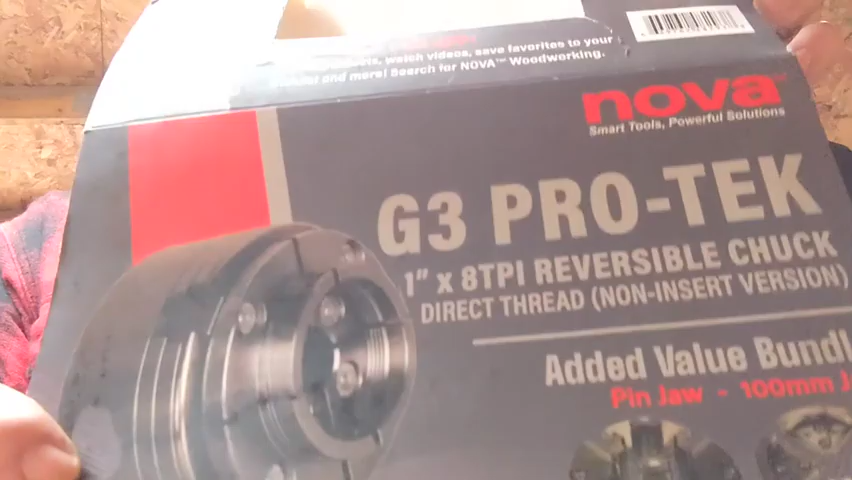 watch videos, save favorites to your
and more! Search for NOVA™ Woodworking.
nova
Smart Tools, Powerful Solutions
G3 PRO-TEK
1" x 8TPI REVERSIBLE CHUCK
DIRECT THREAD (NON-INSERT VERSION)
Added Value Bundl
Pin Jaw - 100mm J